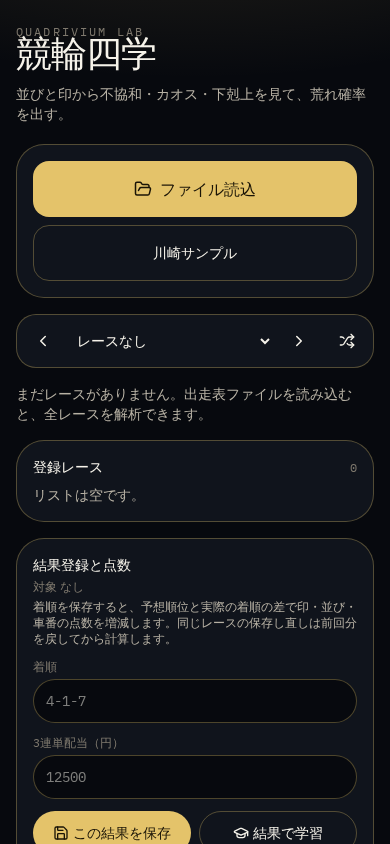 QUADRIVIUM LAB
競輪四学
並びと印から不協和・カオス・下剋上を見て、荒れ確率
を出す。
ファイル読込
川崎サンプル
レースなし
まだレースがありません。出走表ファイルを読み込む
と、全レースを解析できます。
登録レース
0
リストは空です。
結果登録と点数
対象 なし
着順を保存すると、予想順位と実際の着順の差で印・並び・
車番の点数を増減します。同じレースの保存し直しは前回分
を戻してから計算します。
着順
4-1-7
3連単配当（円）
12500
この結果を保存
結果で学習